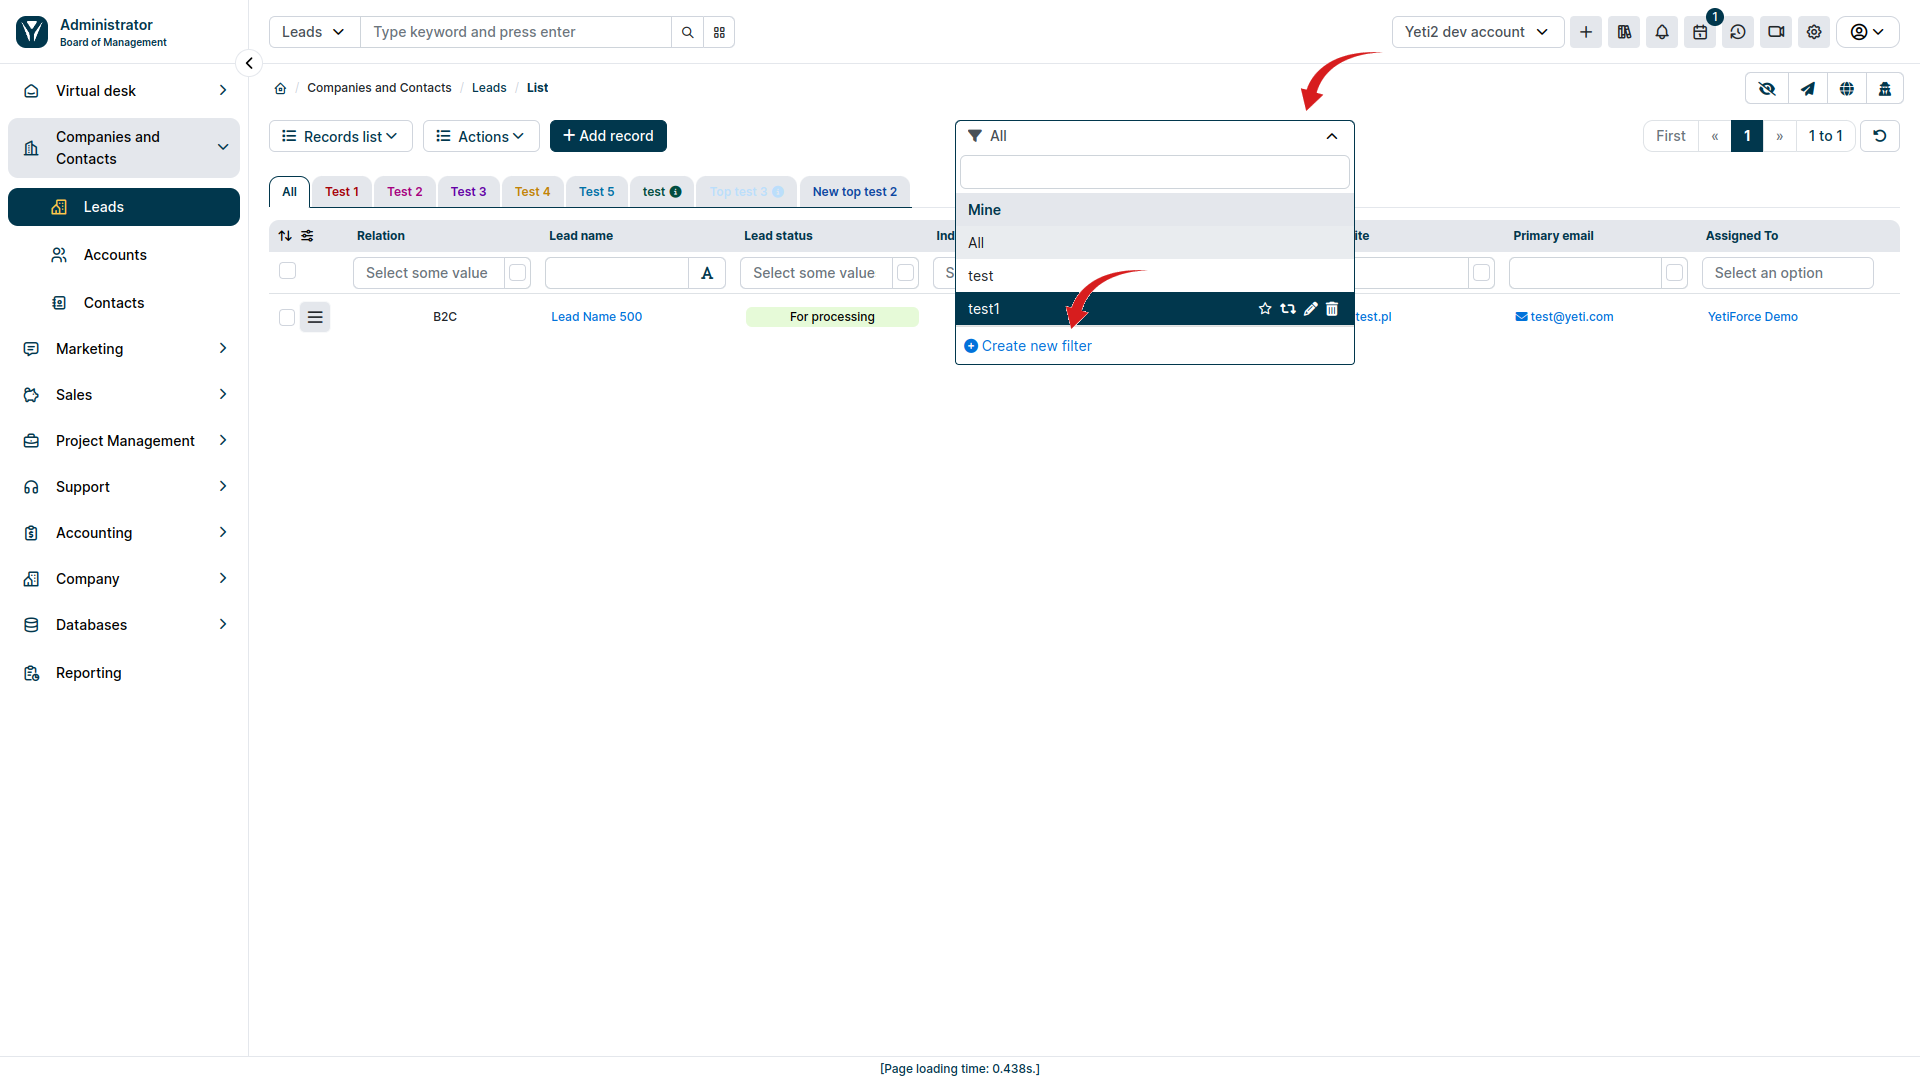 Administrator
Board of Management
Leads
Type keyword and press enter
Yeti2 dev account
1
Virtual desk
Companies and
Contacts
Leads
Accounts
Contacts
Marketing
Sales
Project Management
Support
Accounting
Company
Databases
Reporting
/ Companies and Contacts / Leads / List
Records list
Actions
Add record
All
First
«
1
»
1 to 1
All
Test 1
Test 2
Test 3
Test 4
Test 5
test
Top test 3
New top test 2
Mine
All
test
test1
Create new filter
Relation
Lead name
Lead status
Ind
ite
Primary email
Assigned To
Select some value
A
Select some value
S
Select an option
B2C
Lead Name 500
For processing
test.pl
test@yeti.com
YetiForce Demo
[Page loading time: 0.438s.]